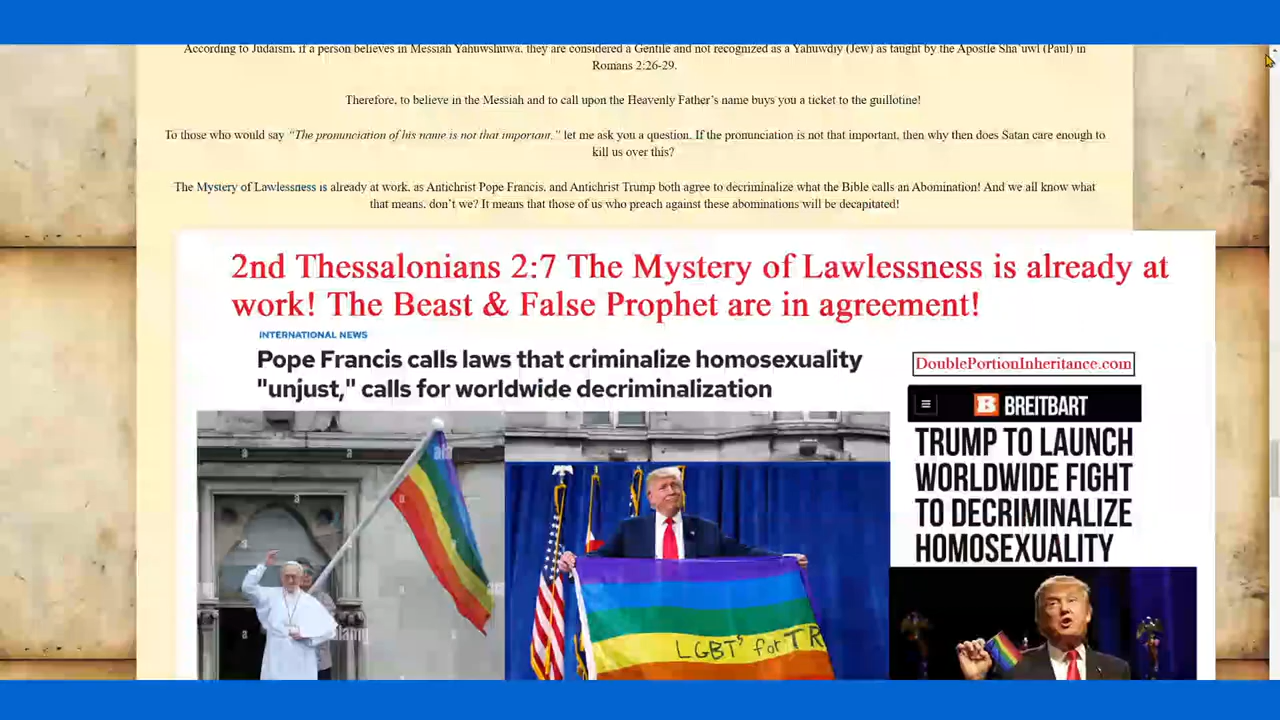 According to Judaism, if a person believes in Messiah Yahuwshuwa, they are considered a Gentile and not recognized as a Yahuwdiy (Jew) as taught by the Apostle Sha'uwl (Paul) in
Romans 2:26-29.
Therefore, to believe in the Messiah and to call upon the Heavenly Father's name buys you a ticket to the guillotine!
To those who would say "The pronunciation of his name is not that important," let me ask you a question. If the pronunciation is not that important, then why then does Satan care enough to
kill us over this?
The Mystery of Lawlessness is already at work, as Antichrist Pope Francis, and Antichrist Trump both agree to decriminalize what the Bible calls an Abomination! And we all know what
that means, don't we? It means that those of us who preach against these abominations will be decapitated!
2nd Thessalonians 2:7 The Mystery of Lawlessness is already at
work! The Beast & False Prophet are in agreement!
INTERNATIONAL NEWS
Pope Francis calls laws that criminalize homosexuality
"unjust," calls for worldwide decriminalization
DoublePortionInheritance.com
B BREITBART
TRUMP TO LAUNCH
WORLDWIDE FIGHT
TO DECRIMINALIZE
HOMOSEXUALITY
LGBT's for TR
alamy